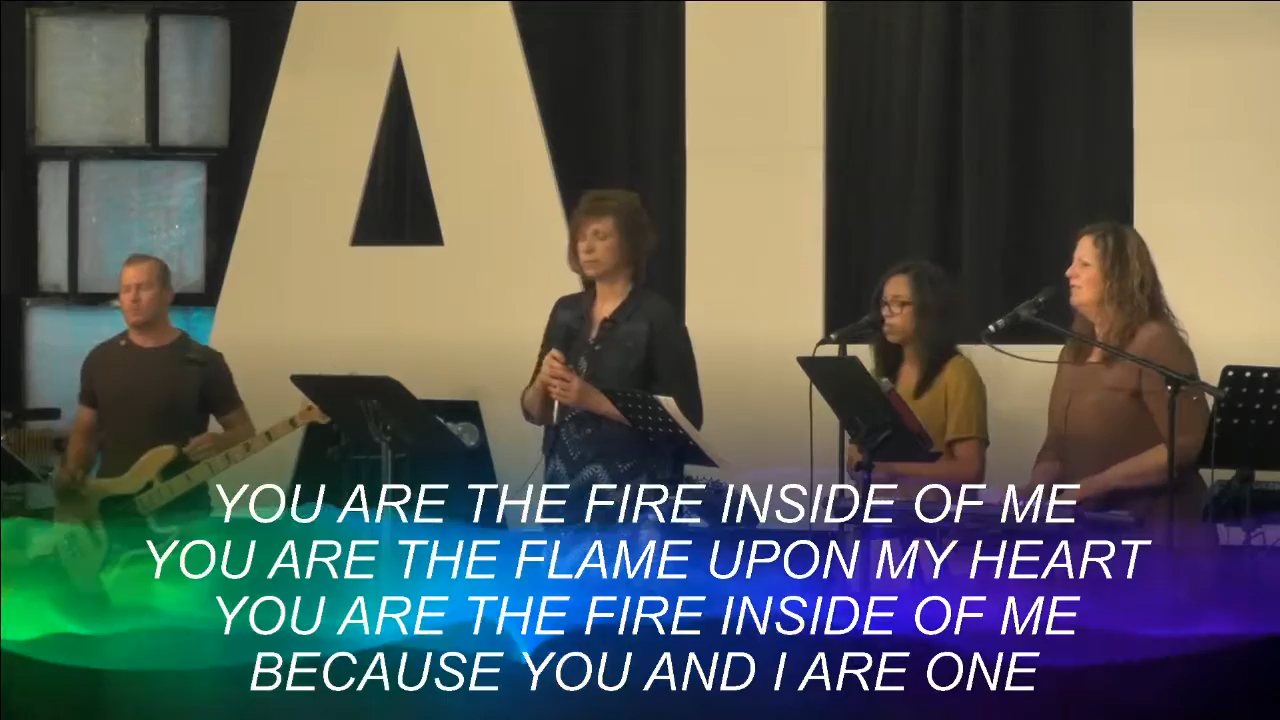 YOU ARE THE FIRE INSIDE OF ME
YOU ARE THE FLAME UPON MY HEART
YOU ARE THE FIRE INSIDE OF ME
BECAUSE YOU AND I ARE ONE